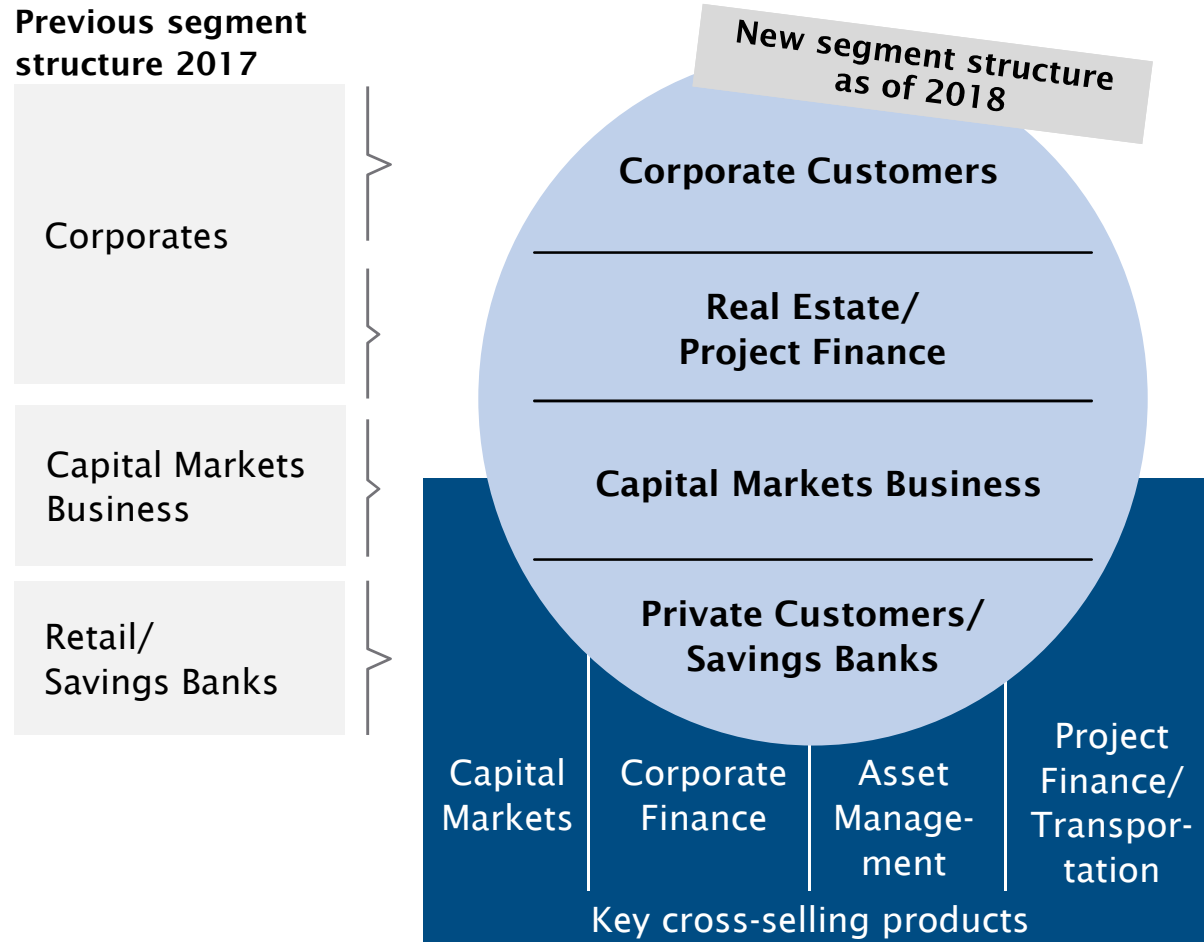 Previous segment
structure 2017
New segment structure
as of 2018
Corporates
Capital Markets
Business
Retail/
Savings Banks
Corporate Customers
Real Estate/
Project Finance
Capital Markets Business
Private Customers/
Savings Banks
Capital
Markets
Corporate
Finance
Asset
Manage-
ment
Project
Finance/
Transpor-
tation
Key cross-selling products